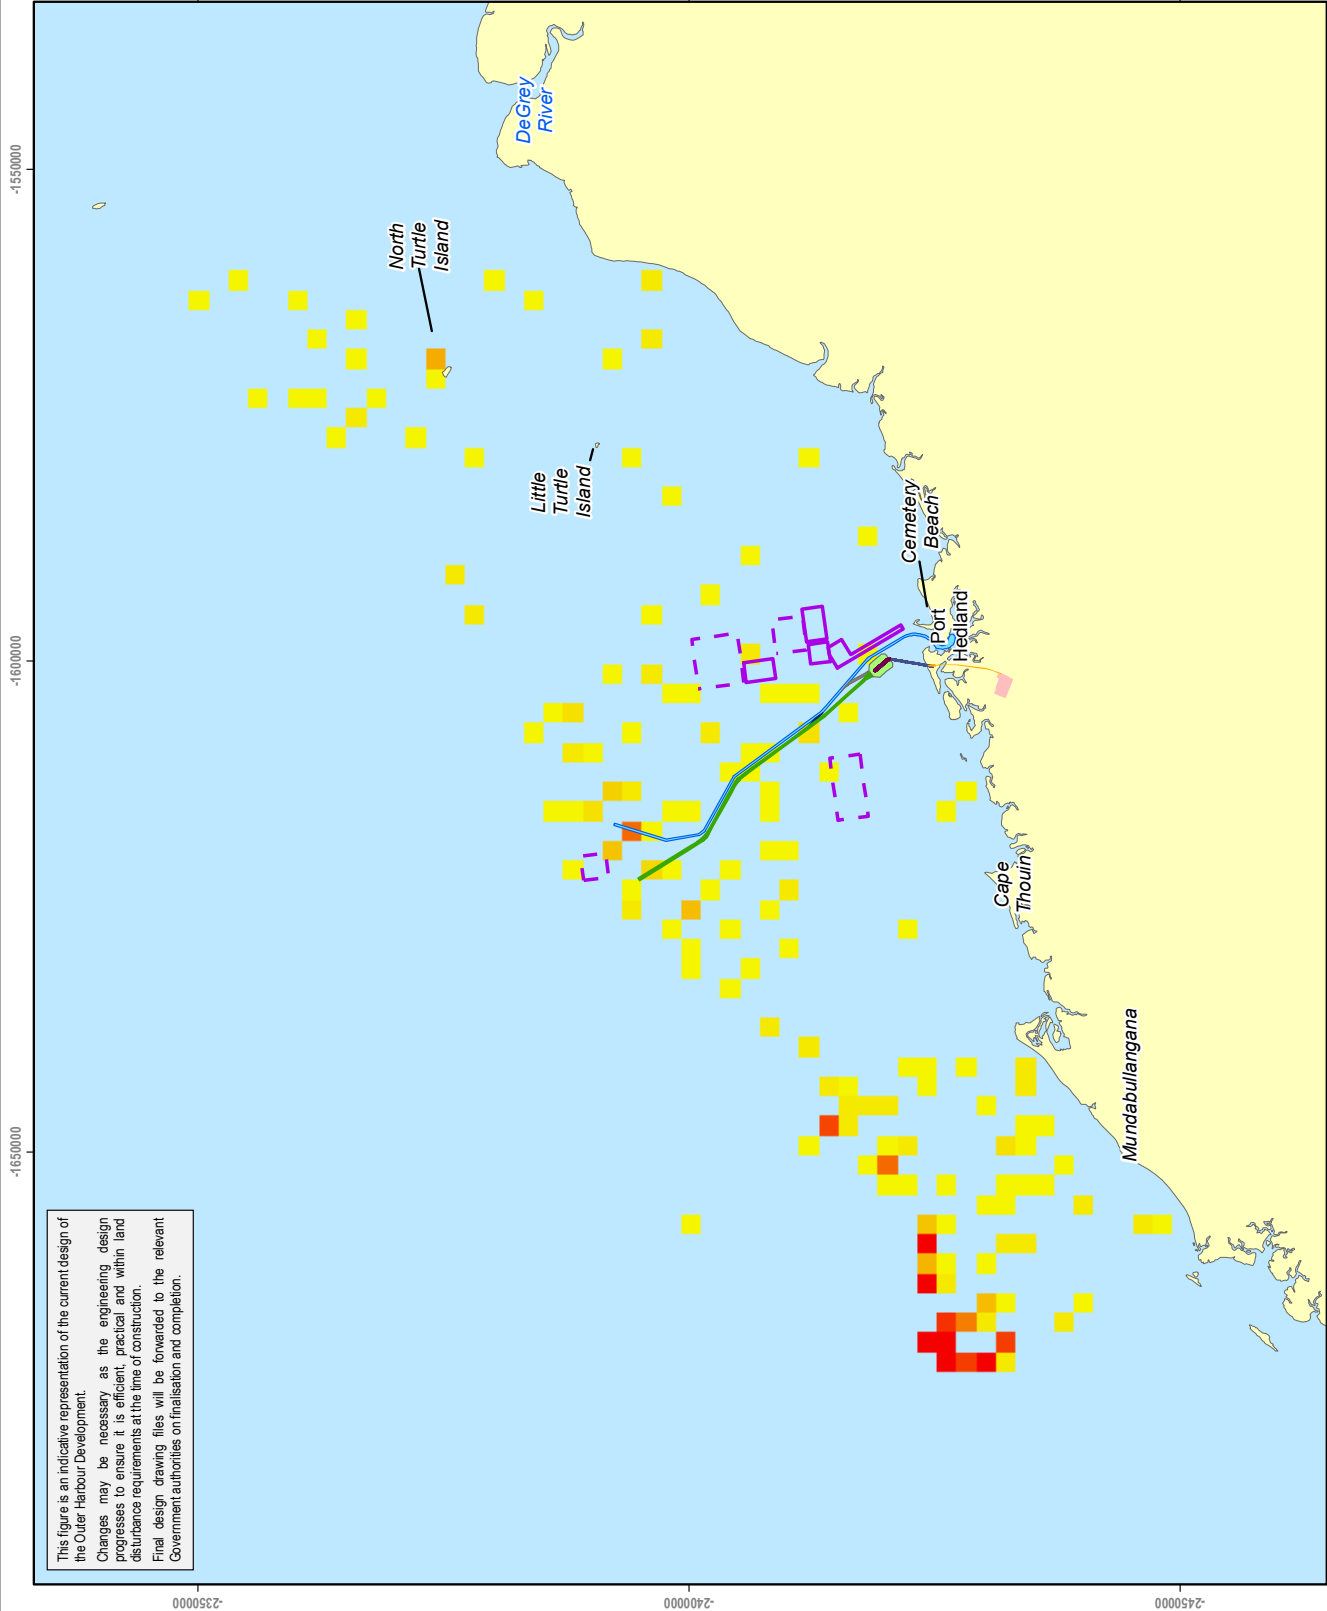 This figure is an indicative representation of the current design of
the Outer Harbour Development.
Changes may be necessary as the engineering design
progresses to ensure it is efficient, practical and within land
disturbance requirements at the time of construction.
Final design drawing files will be forwarded to the relevant
Government authorities on finalisation and completion.
-1650000
-1600000
-1550000
-2350000
-2400000
-2450000
DeGrey
River
North
Turtle
Island
Little
Turtle
Island
Cemetery
Beach
Port
Hedland
Cape
Thouin
Mundabullangana